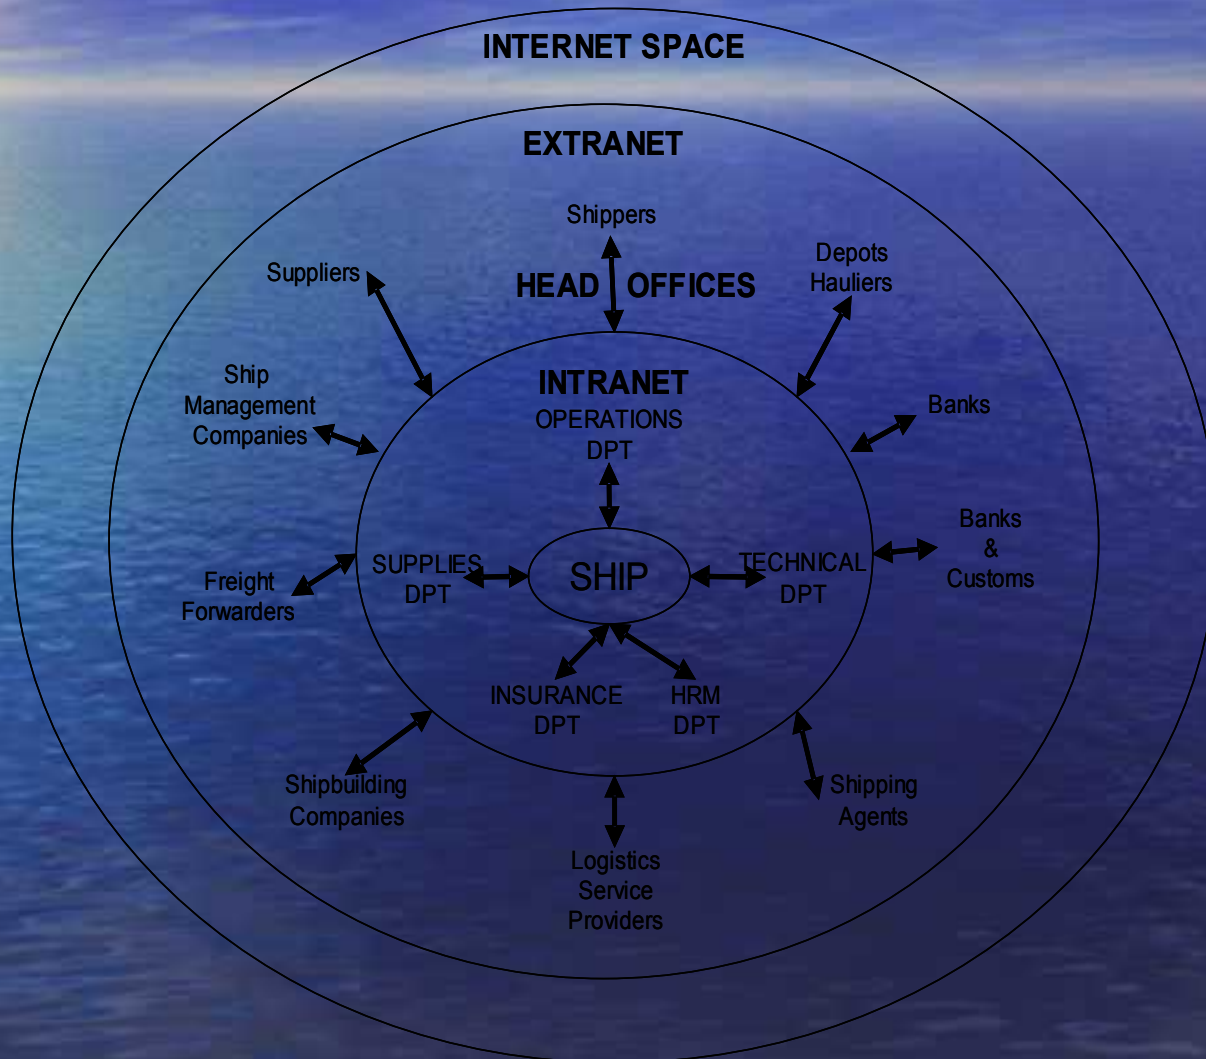 INTERNET SPACE
EXTRANET
Shippers
Suppliers
Depots
Hauliers
HEAD OFFICES
Ship
Management
Companies
INTRANET
OPERATIONS
DPT
Banks
Banks
&
Customs
SUPPLIES
DPT
SHIP
TECHNICAL
DPT
Freight
Forwarders
INSURANCE
DPT
HRM
DPT
Shipbuilding
Companies
Shipping
Agents
Logistics
Service
Providers